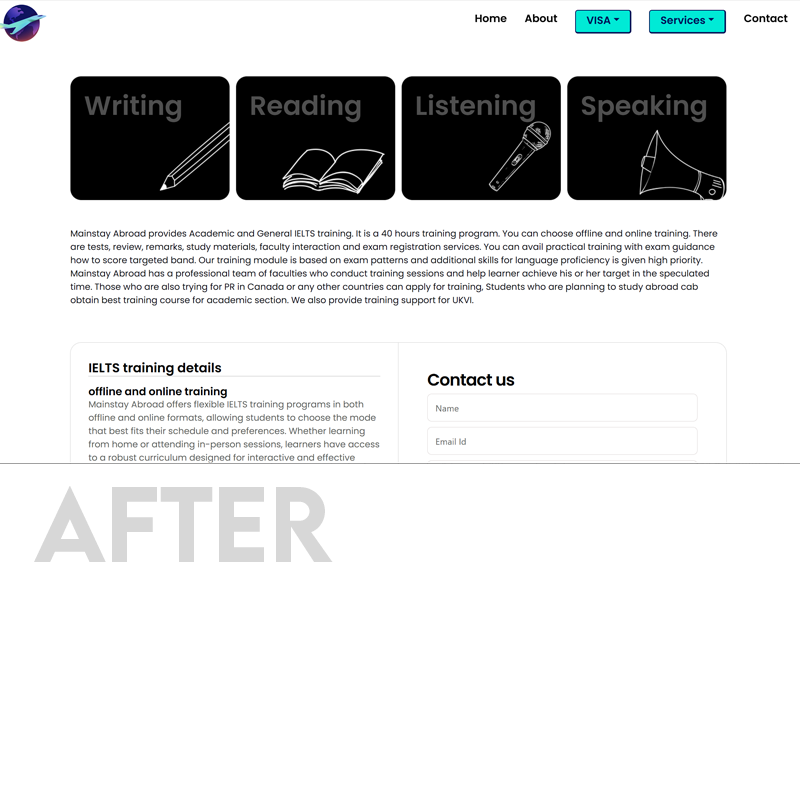 Home About VISA Services Contact
Writing Reading Listening Speaking
Mainstay Abroad provides Academic and General IELTS training. It is a 40 hours training program. You can choose offline and online training. There
are tests, review, remarks, study materials, faculty interaction and exam registration services. You can avail practical training with exam guidance
how to score targeted band. Our training module is based on exam patterns and additional skills for language proficiency is given high priority.
Mainstay Abroad has a professional team of faculties who conduct training sessions and help learner achieve his or her target in the speculated
time. Those who are also trying for PR in Canada or any other countries can apply for training, Students who are planning to study abroad cab
obtain best training course for academic section. We also provide training support for UKVI.
IELTS training details
offline and online training
Mainstay Abroad offers flexible IELTS training programs in both
offline and online formats, allowing students to choose the mode
that best fits their schedule and preferences. Whether learning
from home or attending in-person sessions, learners have access
to a robust curriculum designed for interactive and effective
Contact us
Name
Email Id
AFTER